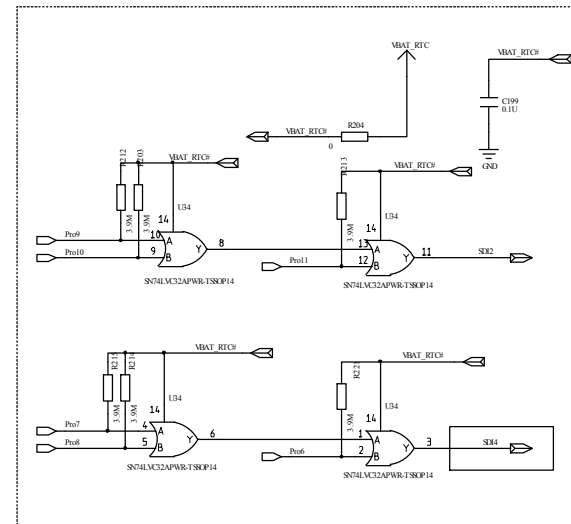 VBAT_RTC
VBAT_RTC#
C199
0.1U
GND
R204
VBAT_RTC#
0
R212
R203
VBAT_RTC#
U34
14
3.9M
3.9M
Pro9
10
A
Y
8
Pro10
9
B
SN74LVC32APWR-TSSOP14
R213
VBAT_RTC#
U34
14
3.9M
13
A
Y
11
SDI2
Pro11
12
B
SN74LVC32APWR-TSSOP14
R215
R214
VBAT_RTC#
U34
14
3.9M
3.9M
Pro7
4
A
Y
6
Pro8
5
B
SN74LVC32APWR-TSSOP14
R221
VBAT_RTC#
U34
14
3.9M
1
A
Y
3
SDI4
Pro6
2
B
SN74LVC32APWR-TSSOP14